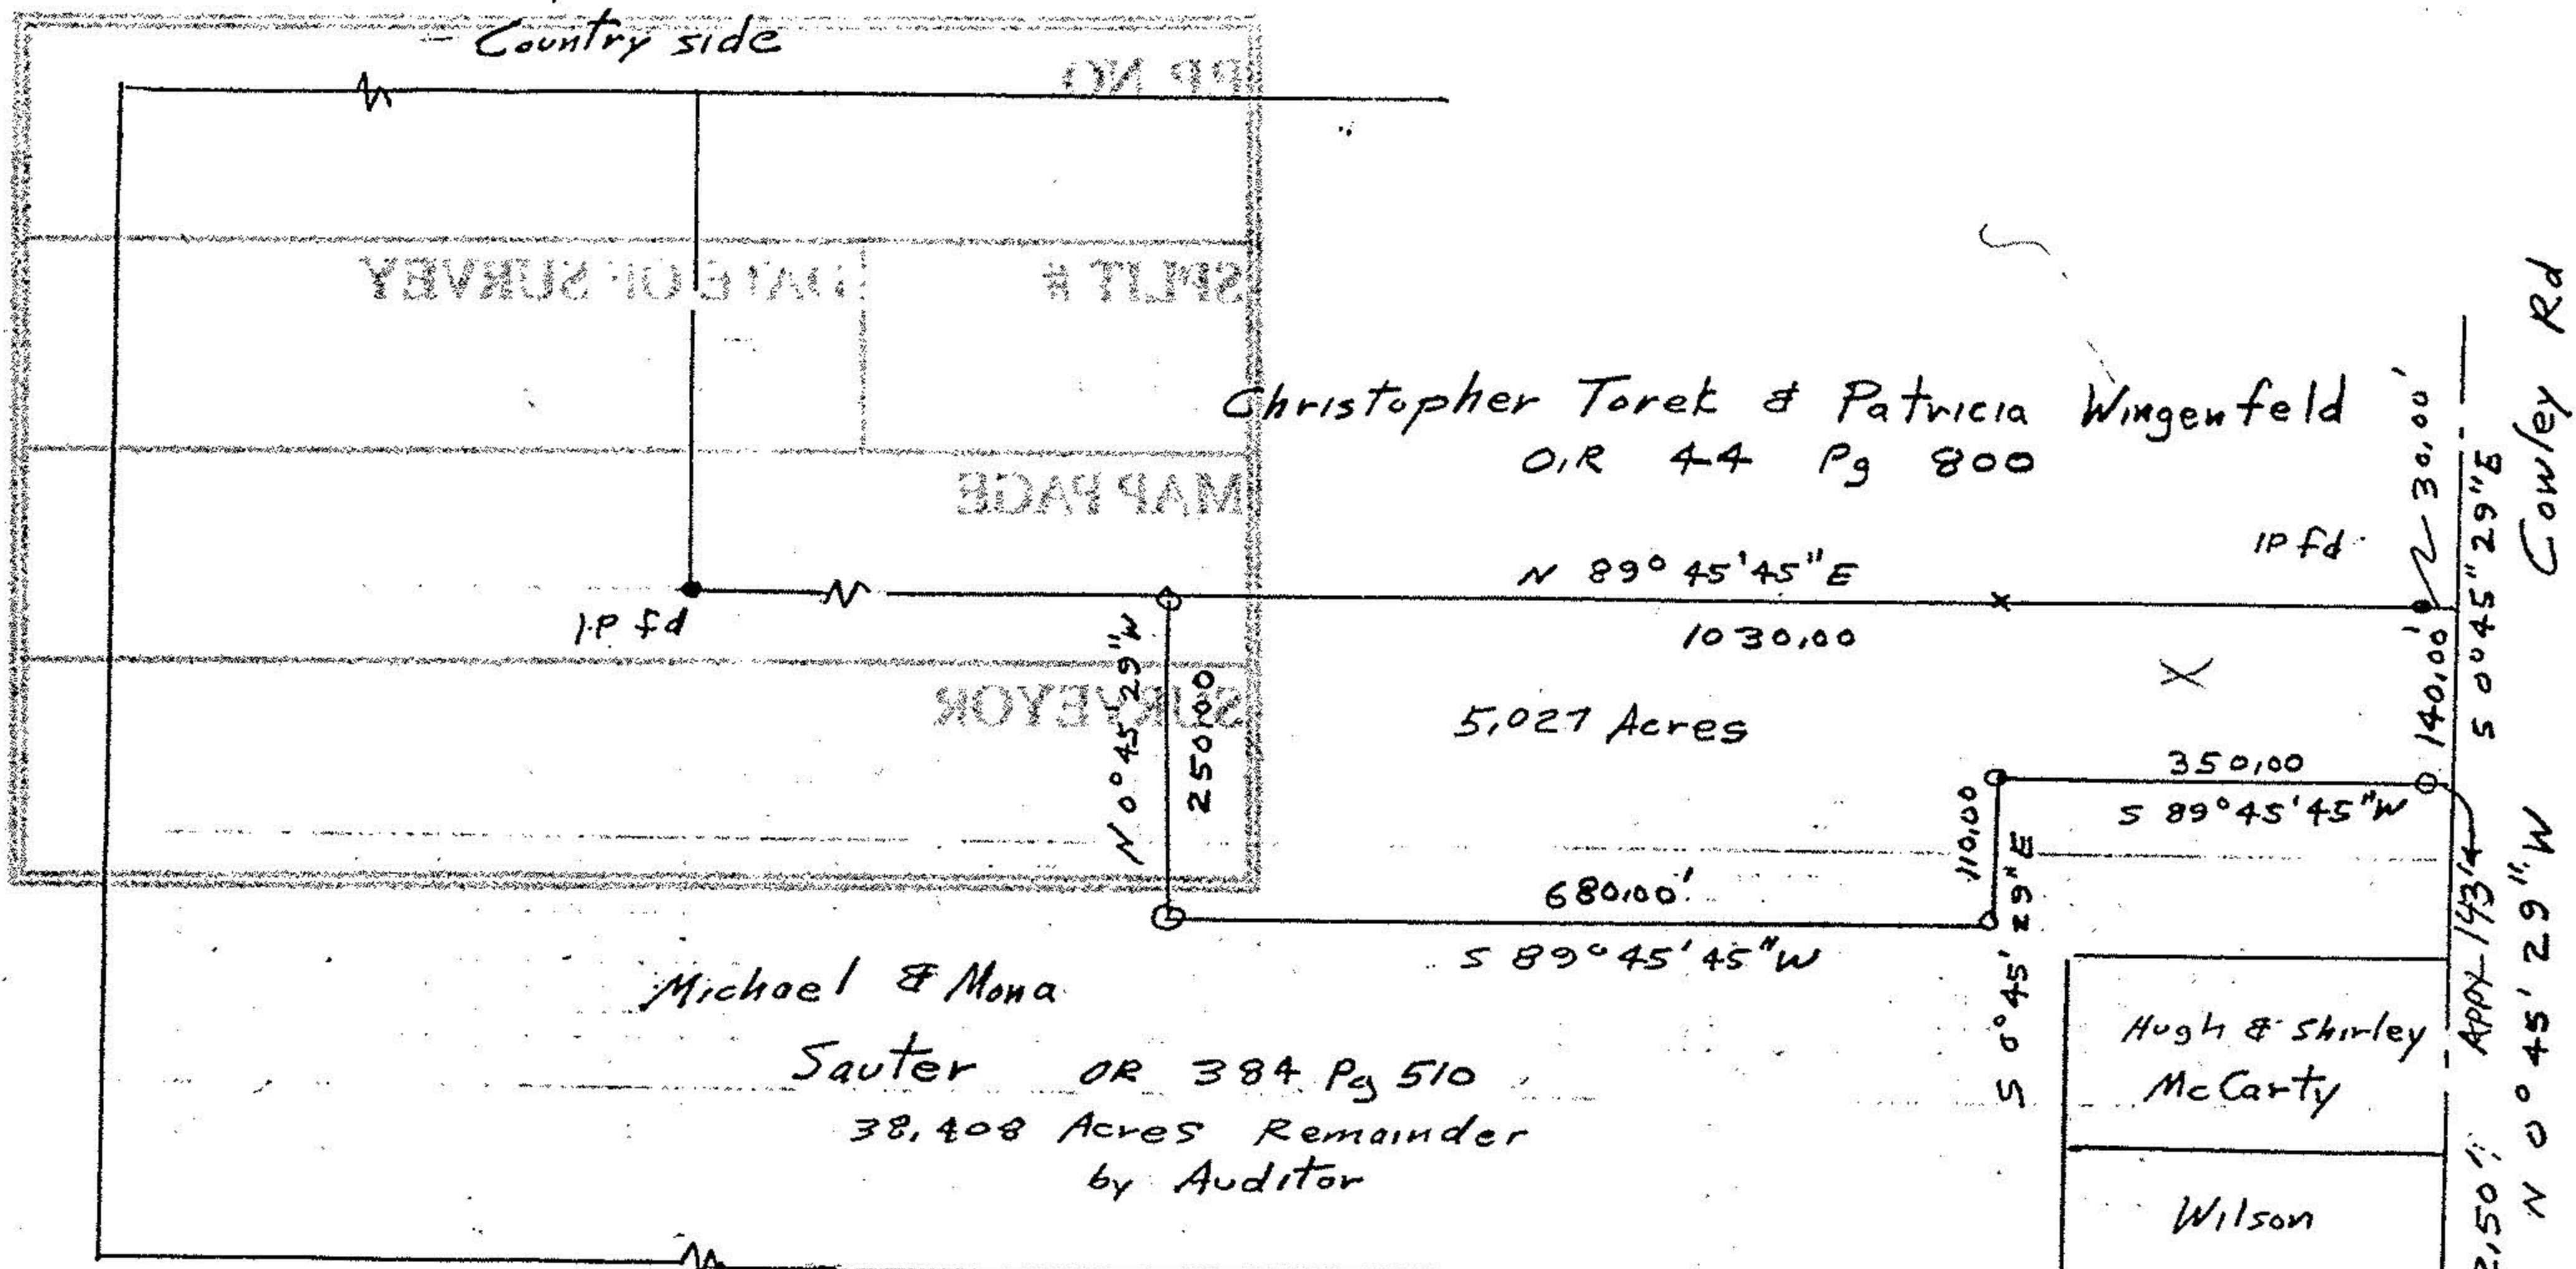 Country side
PP NO
SPLIT #
DATE OF SURVEY
MAP PAGE
SURVEYOR
Christopher Torek & Patricia Wingenfeld
O.R 44 Pg 800
30.00'
S 0° 45" 29" E
Cowley Rd
IP fd
N 89° 45' 45" E
1030.00
I.P fd
N 0° 45' 29" W
250.00
5.027 Acres
140.00'
350.00
S 89° 45' 45" W
110.00
S 0° 45' 29" E
680.00'
S 89° 45' 45" W
Michael & Mona
Sauter OR 384 Pg 510
38.408 Acres Remainder
by Auditor
Hugh & Shirley
McCarty
Wilson
N 0° 45' 29" W